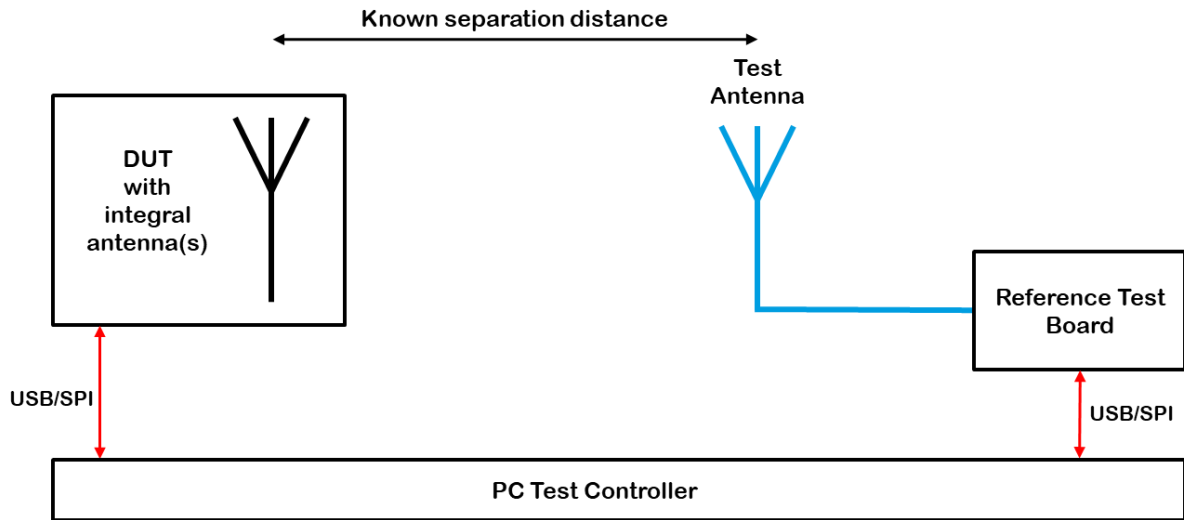 Known separation distance
Test
Antenna
DUT
with
integral
antenna(s)
Reference Test
Board
USB/SPI
USB/SPI
PC Test Controller